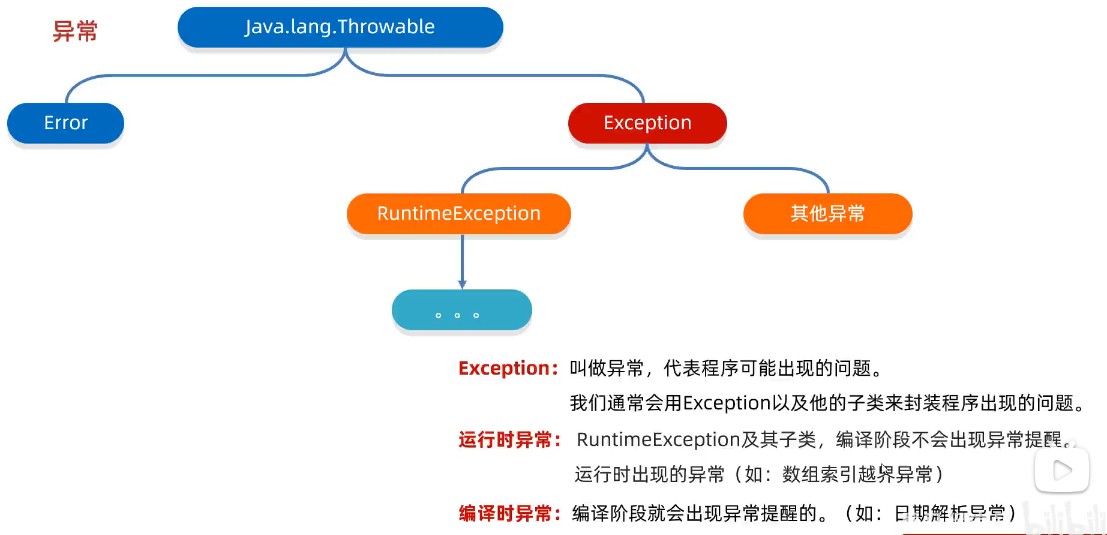 异常
Java.lang.Throwable
Error
Exception
RuntimeException
其他异常
。。。
Exception：叫做异常，代表程序可能出现的问题。
我们通常会用Exception以及他的子类来封装程序出现的问题。
运行时异常：RuntimeException及其子类，编译阶段不会出现异常提醒。
运行时出现的异常（如：数组索引越界异常）
编译时异常：编译阶段就会出现异常提醒的。（如：日期解析异常）
bilibili